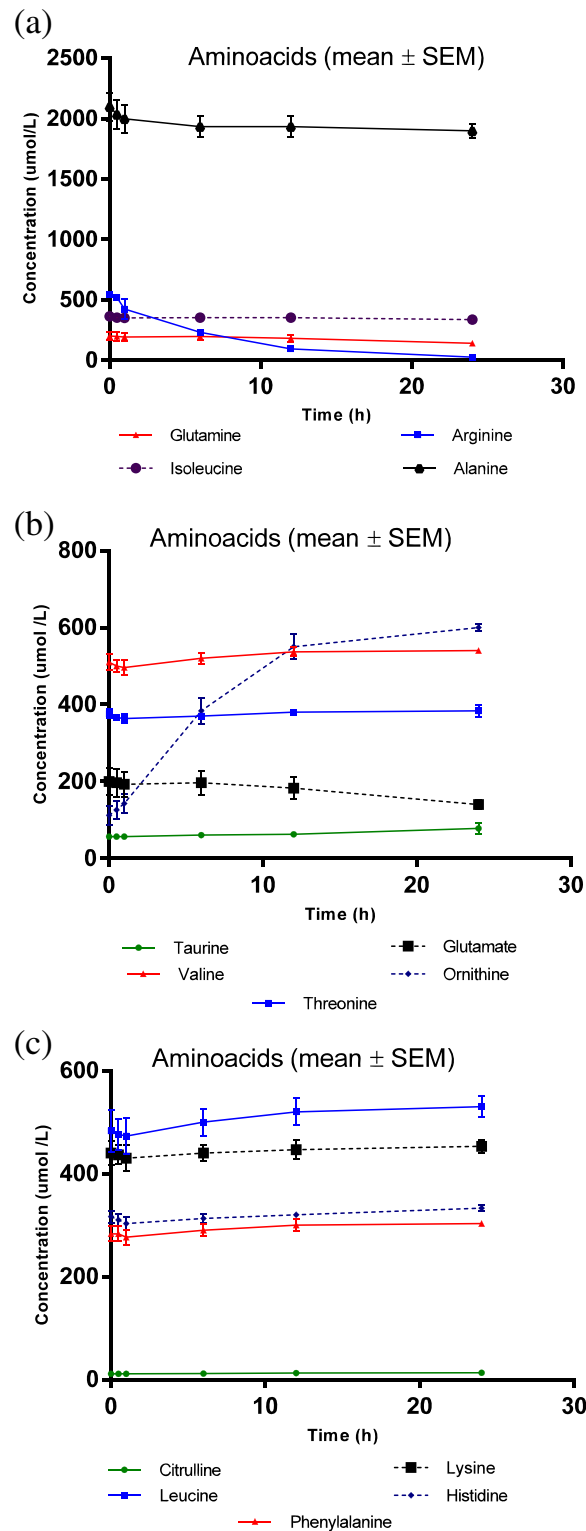 (a)
Aminoacids (mean ± SEM)
2500
2000
1500
1000
500
0
Concentration (umol/L)
0 10 20 30
Time (h)
Glutamine Arginine
Isoleucine Alanine
(b)
Aminoacids (mean ± SEM)
800
600
400
200
0
Concentration (umol /L)
0 10 20 30
Time (h)
Taurine Glutamate
Valine Ornithine
Threonine
(c)
Aminoacids (mean ± SEM)
600
400
200
0
Concentration (umol /L)
0 10 20 30
Time (h)
Citrulline Lysine
Leucine Histidine
Phenylalanine